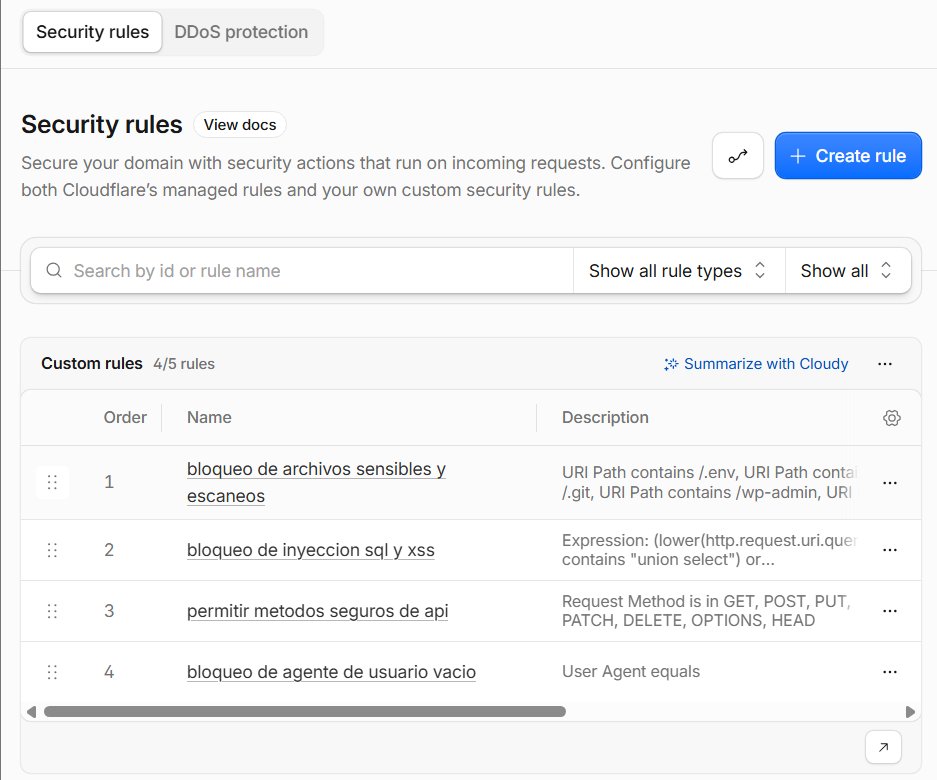 Security rules
DDoS protection
Security rules
View docs
Secure your domain with security actions that run on incoming requests. Configure
both Cloudflare’s managed rules and your own custom security rules.
Create rule
Search by id or rule name
Show all rule types
Show all
Custom rules 4/5 rules
Summarize with Cloudy
Order
Name
Description
1
bloqueo de archivos sensibles y
escaneos
URI Path contains /.env, URI Path contai
/.git, URI Path contains /wp-admin, URI
2
bloqueo de inyeccion sql y xss
Expression: (lower(http.request.uri.quer
contains "union select") or...
3
permitir metodos seguros de api
Request Method is in GET, POST, PUT,
PATCH, DELETE, OPTIONS, HEAD
4
bloqueo de agente de usuario vacio
User Agent equals